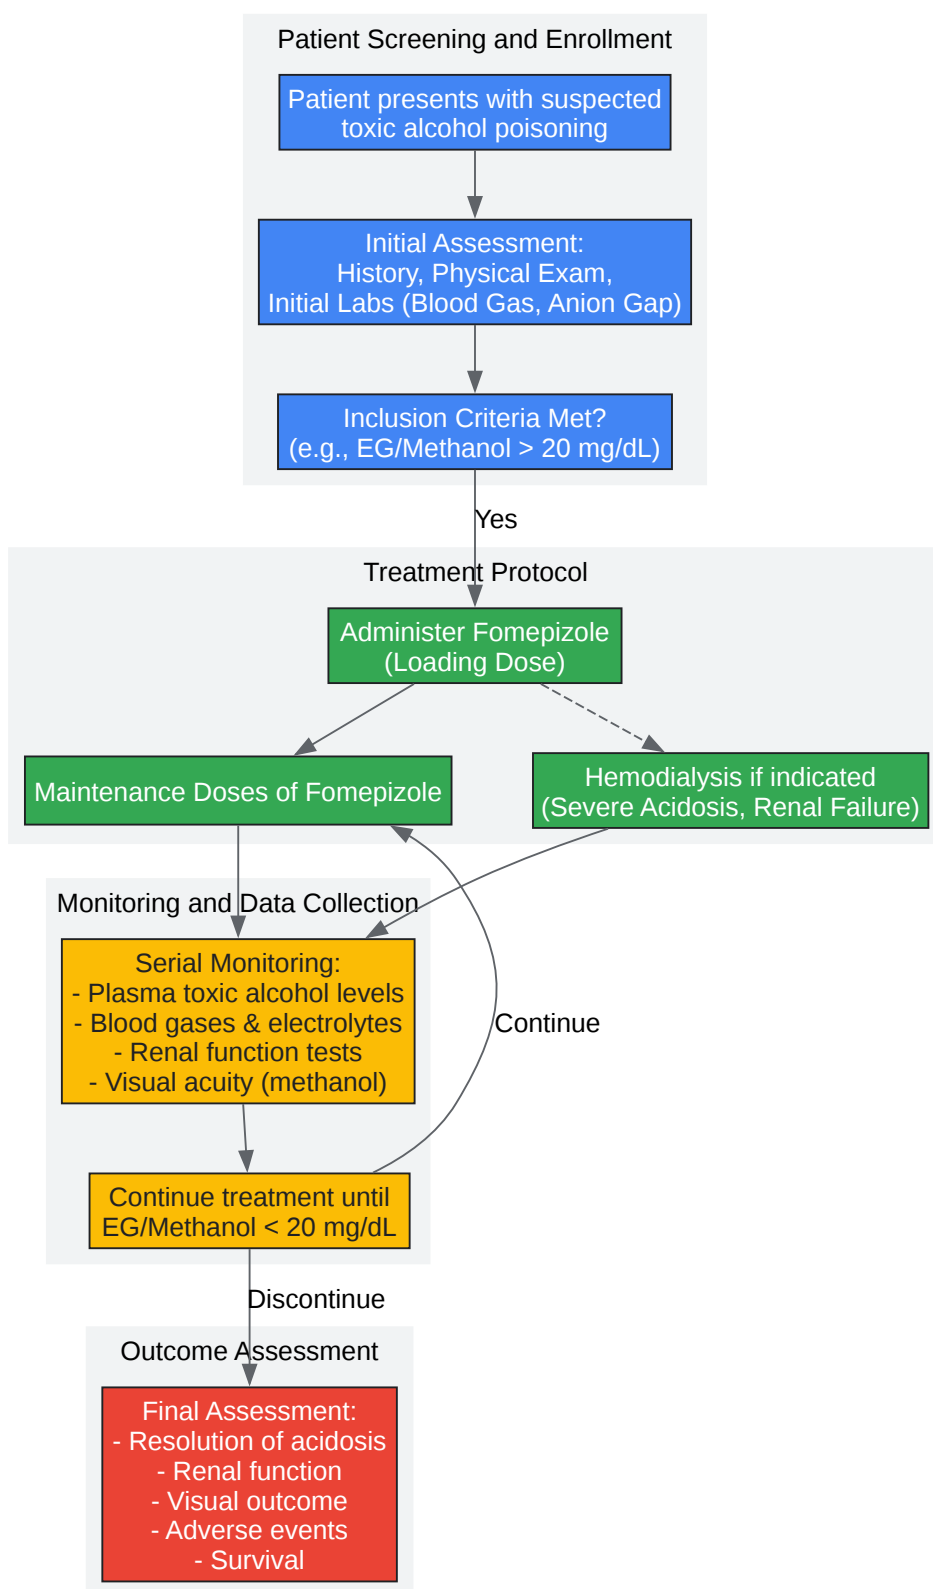 Patient Screening and Enrollment
Patient presents with suspected
toxic alcohol poisoning
Initial Assessment:
History, Physical Exam,
Initial Labs (Blood Gas, Anion Gap)
Inclusion Criteria Met?
(e.g., EG/Methanol > 20 mg/dL)
Yes
Treatment Protocol
Administer Fomepizole
(Loading Dose)
Maintenance Doses of Fomepizole
Hemodialysis if indicated
(Severe Acidosis, Renal Failure)
Monitoring and Data Collection
Serial Monitoring:
- Plasma toxic alcohol levels
- Blood gases & electrolytes
- Renal function tests
- Visual acuity (methanol)
Continue
Continue treatment until
EG/Methanol < 20 mg/dL
Discontinue
Outcome Assessment
Final Assessment:
- Resolution of acidosis
- Renal function
- Visual outcome
- Adverse events
- Survival